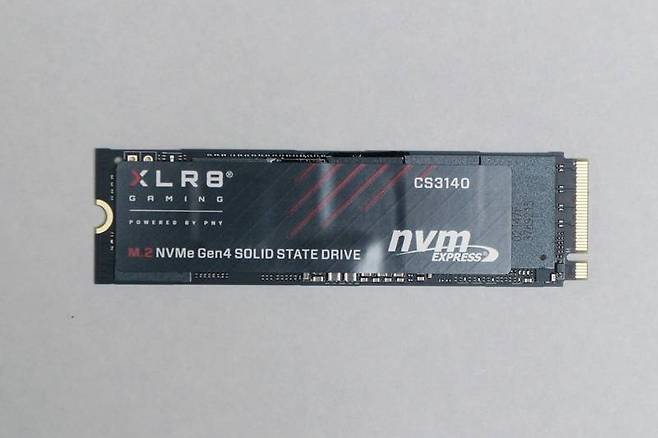 XLR8®
GAMING
POWERED BY PNY
M.2 NVMe Gen4 SOLID STATE DRIVE
CS3140
nvm
EXPRESS®